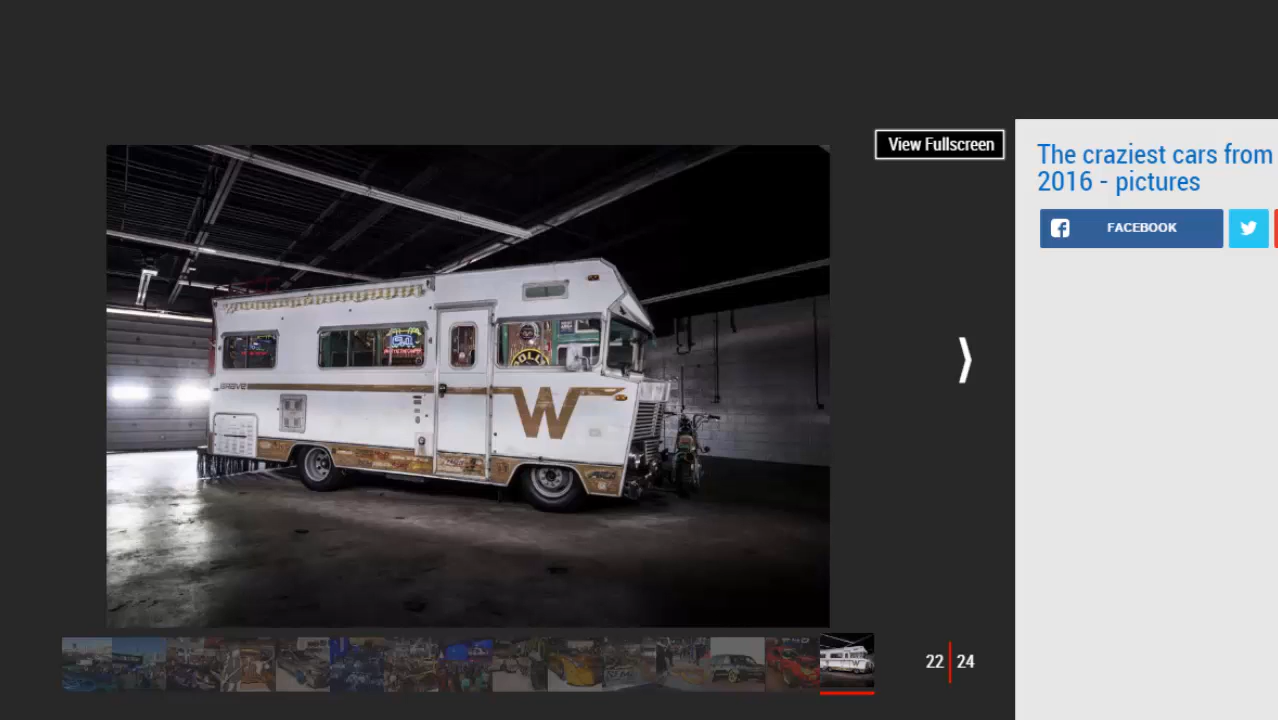 View Fullscreen
The craziest cars from
2016 - pictures
FACEBOOK
W
22 24